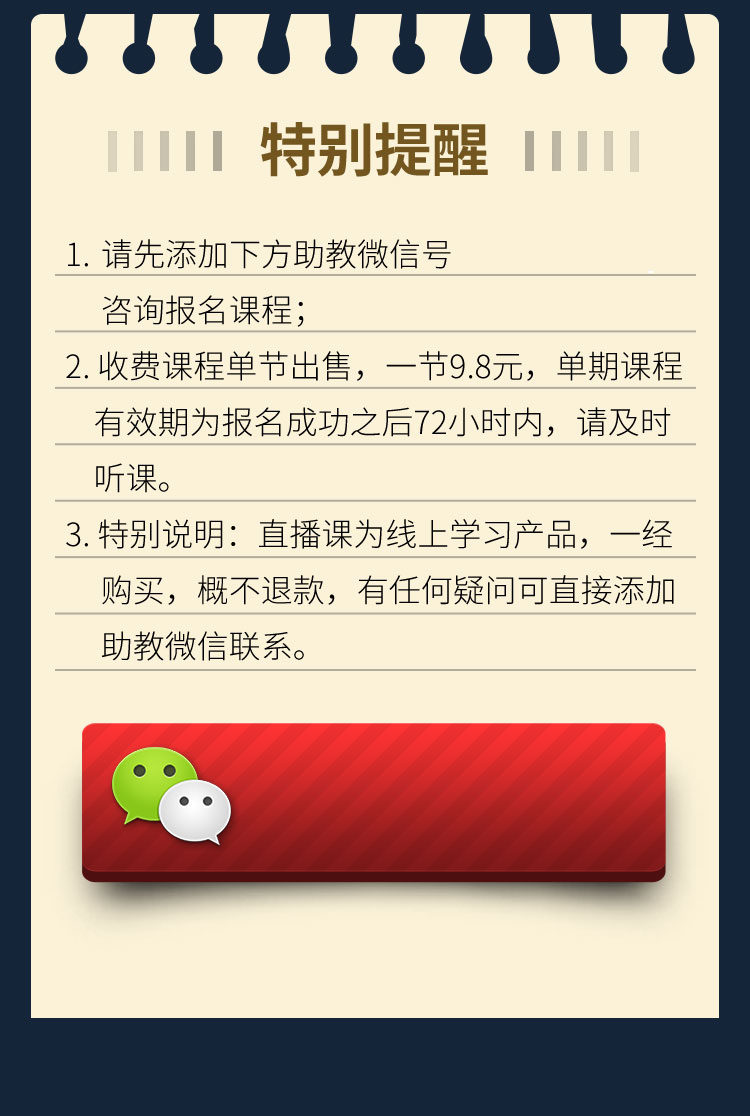 特别提醒
1. 请先添加下方助教微信号
咨询报名课程；
2. 收费课程单节出售，一节9.8元，单期课程
有效期为报名成功之后72小时内，请及时
听课。
3. 特别说明：直播课为线上学习产品，一经
购买，概不退款，有任何疑问可直接添加
助教微信联系。